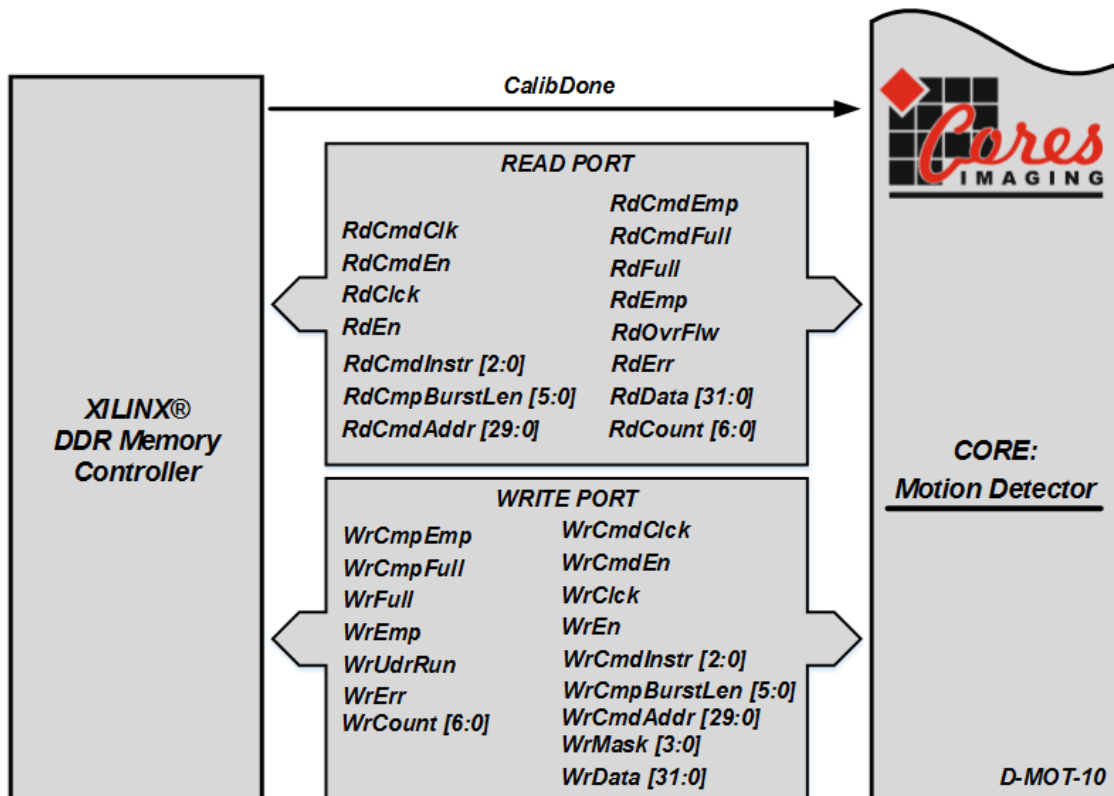 CalibDone
Cores
IMAGING
XILINX®
DDR Memory
Controller
READ PORT
RdCmdClk
RdCmdEn
RdClck
RdEn
RdCmdInstr [2:0]
RdCmpBurstLen [5:0]
RdCmdAddr [29:0]
RdCmdEmp
RdCmdFull
RdFull
RdEmp
RdOvrFlw
RdErr
RdData [31:0]
RdCount [6:0]
WRITE PORT
WrCmpEmp
WrCmpFull
WrFull
WrEmp
WrUdrRun
WrErr
WrCount [6:0]
WrCmdClck
WrCmdEn
WrClck
WrEn
WrCmdInstr [2:0]
WrCmpBurstLen [5:0]
WrCmdAddr [29:0]
WrMask [3:0]
WrData [31:0]
CORE:
Motion Detector
D-MOT-10